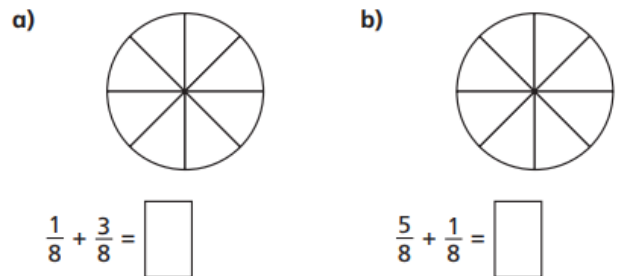 a) b)
1/8 + 3/8 = 5/8 + 1/8 =